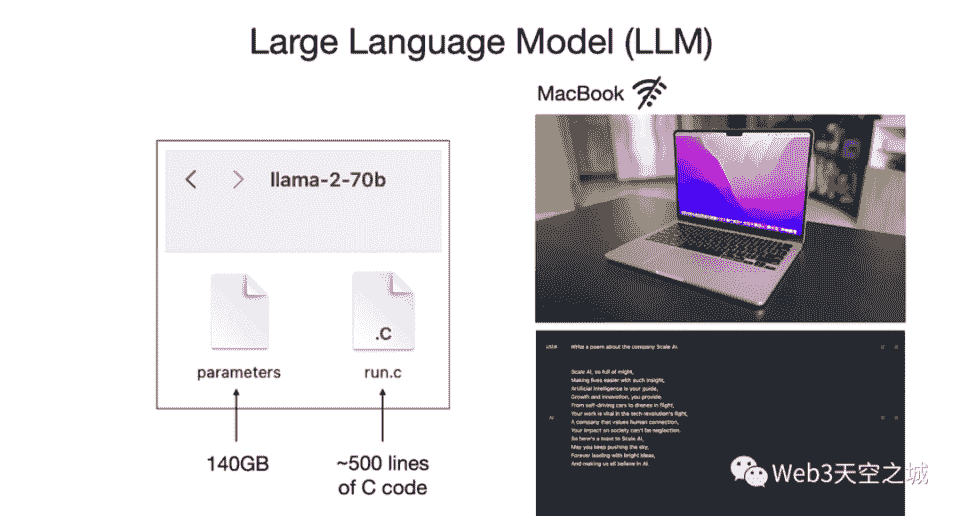 Large Language Model (LLM)
MacBook
llama-2-70b
.C
parameters
run.c
140GB
~500 lines
of C code
Write a poem about the company Scale AI.
Scale AI, so full of might,
Making lives easier with such insight,
Artificial Intelligence is your guide,
Growth and innovation, you provide.
From self-driving cars to drones in flight,
Your work is vital in the tech revolution's flight,
A company that values human connection,
Your impact on society can't be neglection.
So here's a toast to Scale AI,
May you keep pushing the sky,
Forever leading with bright ideas,
And making us all believe in AI.
Web3天空之城